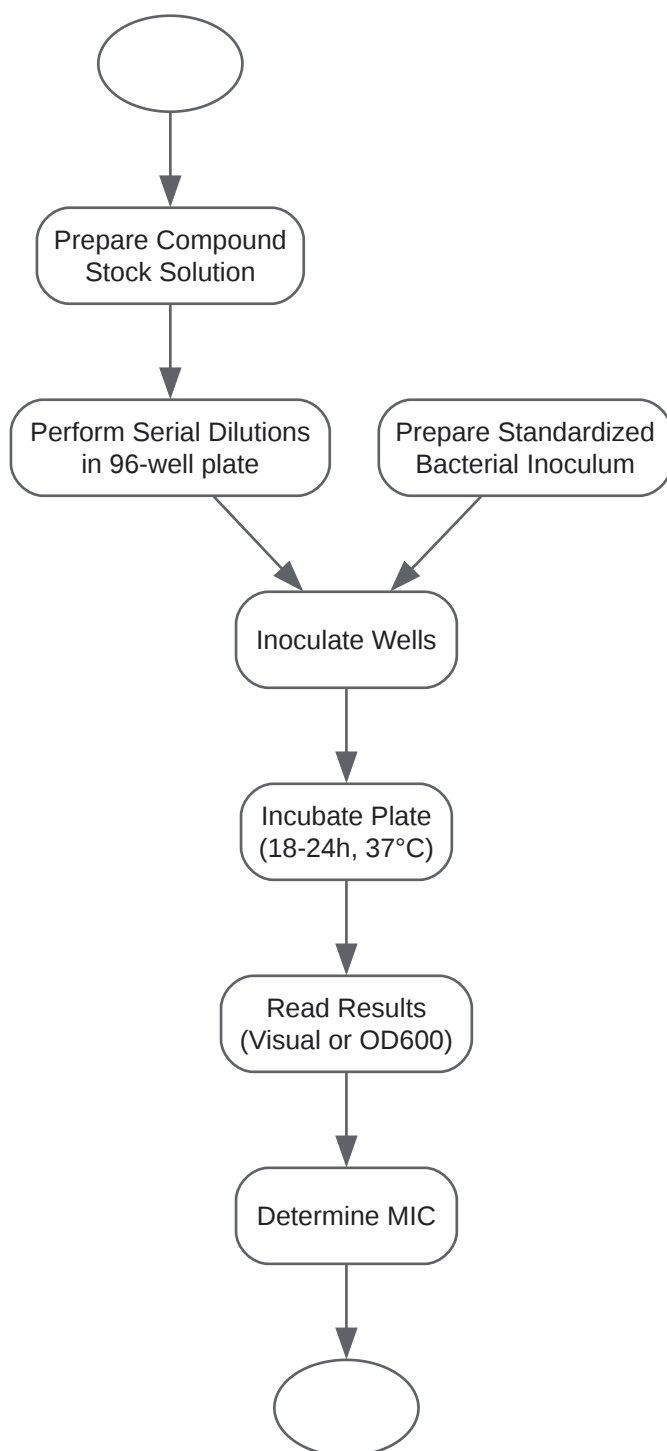 Prepare Compound
Stock Solution
Perform Serial Dilutions
in 96-well plate
Prepare Standardized
Bacterial Inoculum
Inoculate Wells
Incubate Plate
(18-24h, 37°C)
Read Results
(Visual or OD600)
Determine MIC